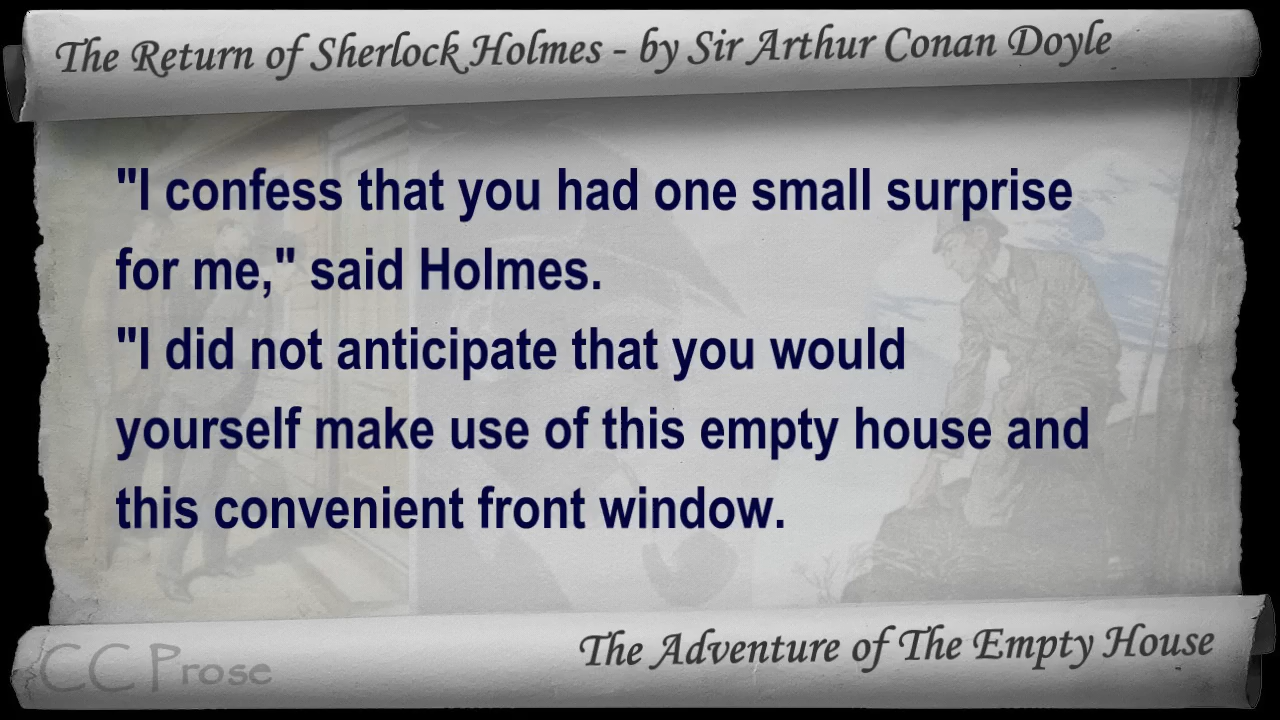 The Return of Sherlock Holmes - by Sir Arthur Conan Doyle
"I confess that you had one small surprise
for me," said Holmes.
"I did not anticipate that you would
yourself make use of this empty house and
this convenient front window.
The Adventure of The Empty House
CC Prose